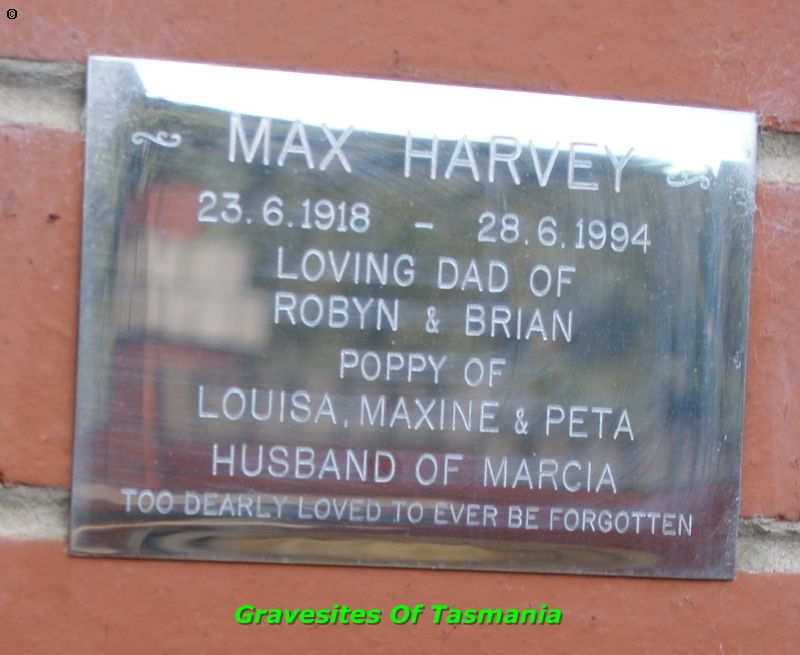 ©
MAX HARVEY
23.6.1918 - 28.6.1994
LOVING DAD OF
ROBYN & BRIAN
POPPY OF
LOUISA, MAXINE & PETA
HUSBAND OF MARCIA
TOO DEARLY LOVED TO EVER BE FORGOTTEN
Gravesites Of Tasmania